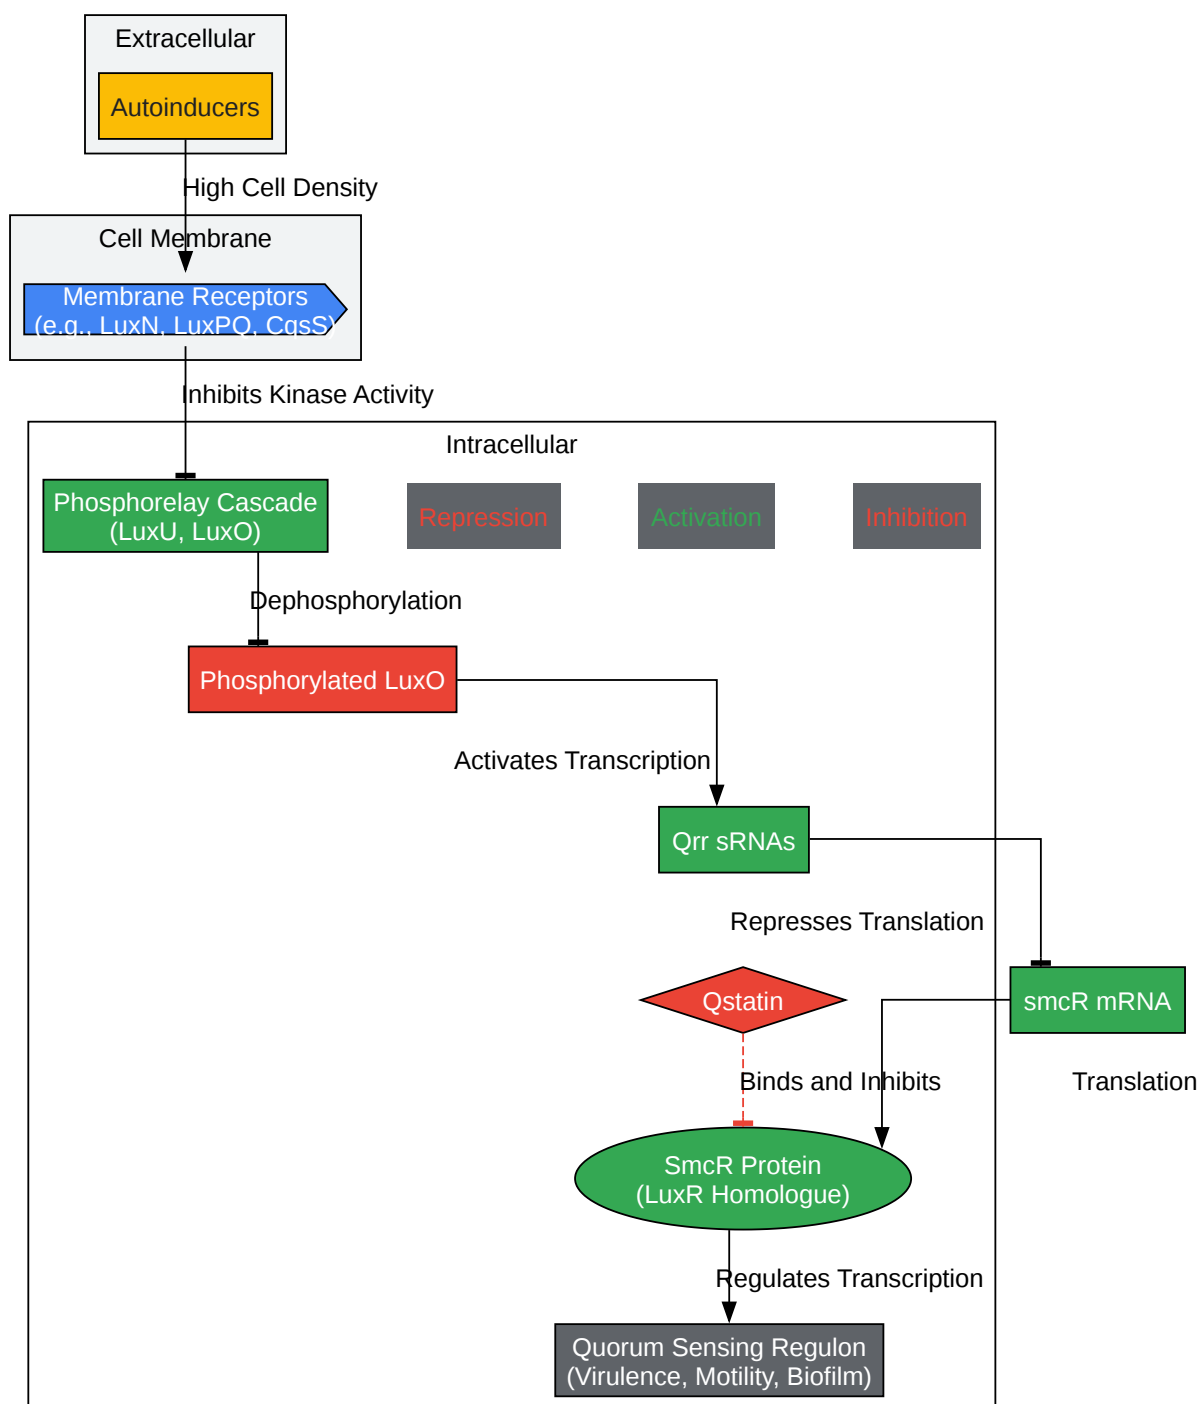 Extracellular
Autoinducers
High Cell Density
Cell Membrane
Membrane Receptors
(e.g., LuxN, LuxPQ, CqsS)
Inhibits Kinase Activity
Intracellular
Phosphorelay Cascade
(LuxU, LuxO)
Repression
Activation
Inhibition
Dephosphorylation
Phosphorylated LuxO
Activates Transcription
Qrr sRNAs
Represses Translation
Qstatin
smcR mRNA
Binds and Inhibits
Translation
SmcR Protein
(LuxR Homologue)
Regulates Transcription
Quorum Sensing Regulon
(Virulence, Motility, Biofilm)